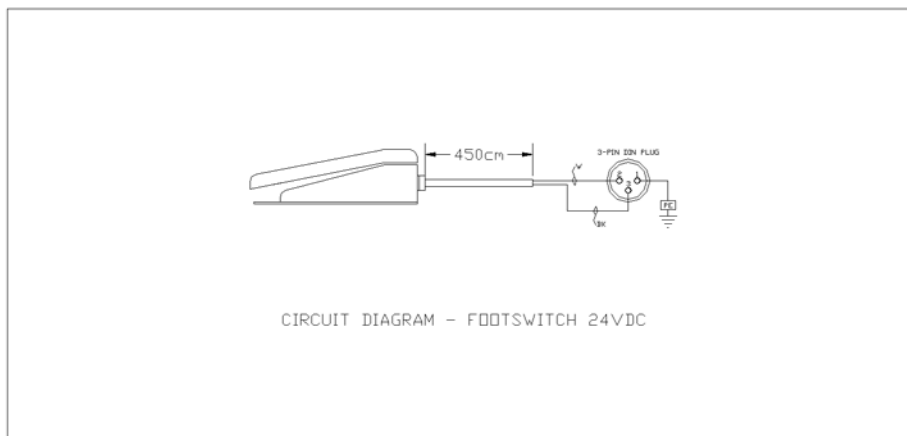 450cm
3-PIN DIN PLUG
W
2 1
3
PE
BK
CIRCUIT DIAGRAM - FOOTSWITCH 24VDC